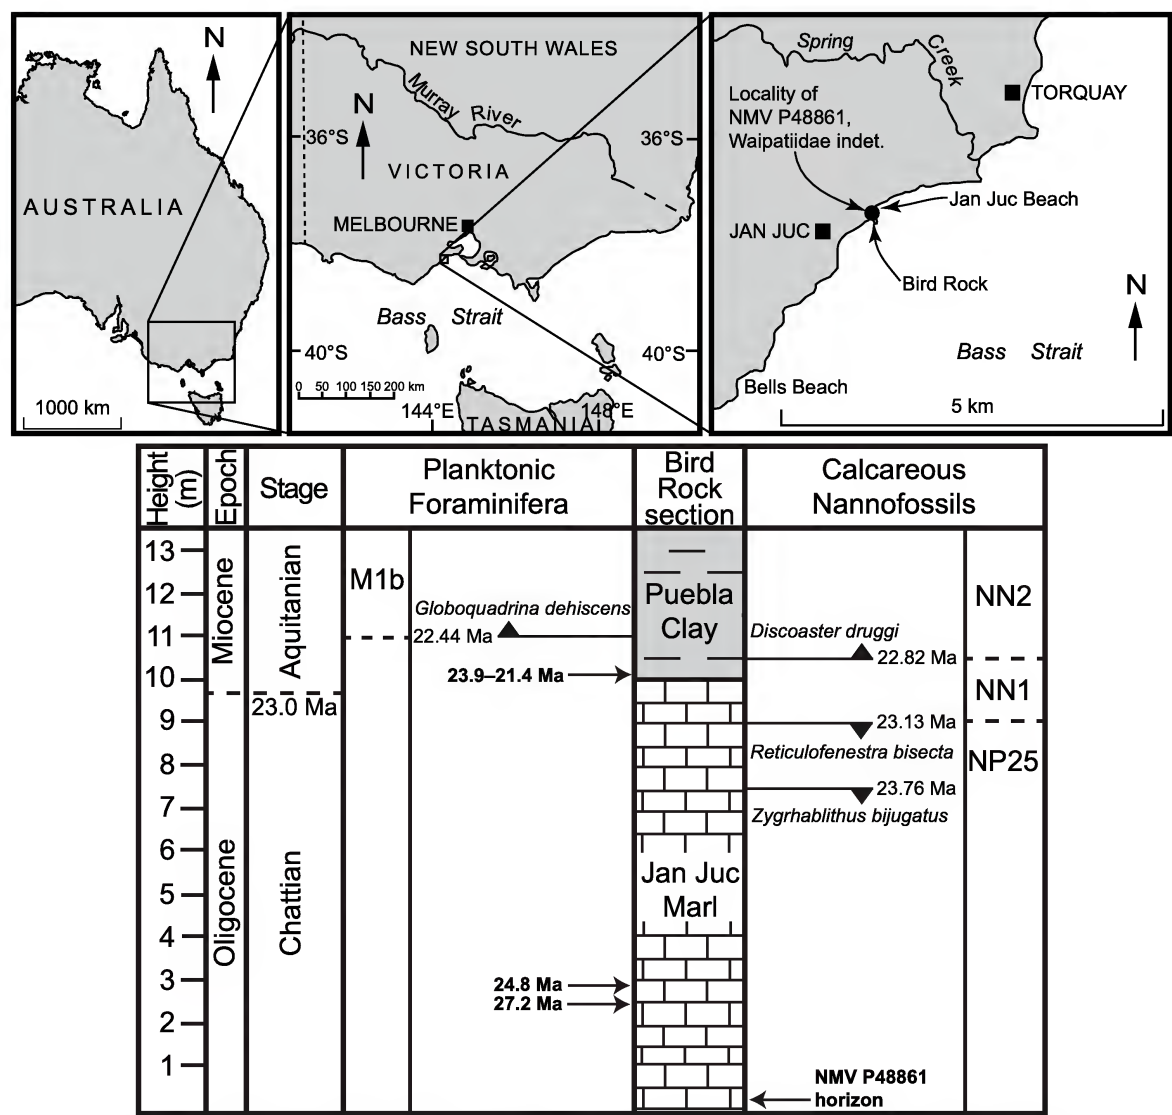 N
AUSTRALIA
1000 km
NEW SOUTH WALES
Murray River
N
36°S
36°S
VICTORIA
MELBOURNE
Bass Strait
40°S
40°S
0 50 100 150 200 km
144°E
148°E
TASMANIA
Spring Creek
Locality of
NMV P48861,
Waipatiidae indet.
TORQUAY
Jan Juc Beach
JAN JUC
Bird Rock
N
Bass Strait
Bells Beach
5 km
Height
(m)
Epoch
Stage
Planktonic
Foraminifera
Bird
Rock
section
Calcareous
Nannofossils
13
12
11
10
9
8
7
6
5
4
3
2
1
Miocene
Oligocene
Aquitanian
23.0 Ma
Chattian
M1b
Globoquadrina dehiscens
22.44 Ma
23.9–21.4 Ma
24.8 Ma
27.2 Ma
Puebla
Clay
Jan Juc
Marl
Discoaster druggi
22.82 Ma
23.13 Ma
Reticulofenestra bisecta
23.76 Ma
Zygrhablithus bijugatus
NMV P48861
horizon
NN2
NN1
NP25